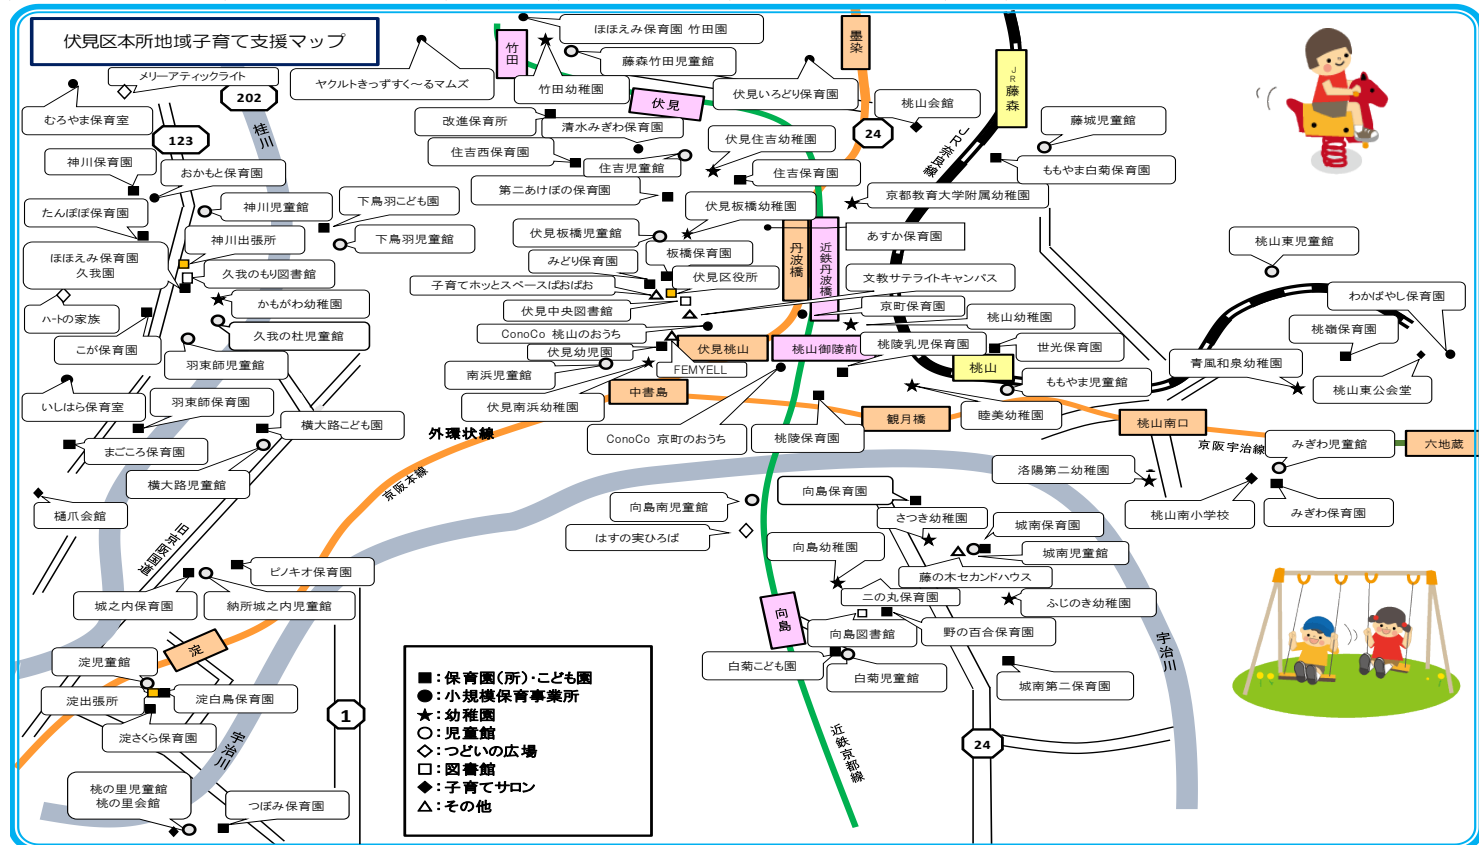 伏見区本所地域子育て支援マップ
竹田
ほほえみ保育園 竹田園
墨染
藤森竹田児童館
JR藤森
ヤクルトきっずすく～るマムズ
竹田幼稚園
伏見
伏見いろどり保育園
メリーアティックライト
202
むろやま保育室
桂川
123
改進保育所
清水みぎわ保育園
桃山会館
24
JR奈良線
藤城児童館
神川保育園
おかもと保育園
住吉西保育園
住吉児童館
伏見住吉幼稚園
住吉保育園
ももやま白菊保育園
第二あけぼの保育園
京都教育大学附属幼稚園
たんぽぽ保育園
神川児童館
下鳥羽こども園
伏見板橋幼稚園
神川出張所
下鳥羽児童館
伏見板橋児童館
丹波橋
近鉄丹波橋
あすか保育園
桃山東児童館
ほほえみ保育園
久我園
久我のもり図書館
みどり保育園
板橋保育園
伏見区役所
文教サテライトキャンパス
子育てホッとスペースぱおぱお
わかばやし保育園
ハートの家族
かもがわ幼稚園
伏見中央図書館
京町保育園
桃山幼稚園
桃嶺保育園
こが保育園
久我の杜児童館
ConoCo 桃山のおうち
羽束師児童館
伏見幼児園
伏見桃山
桃山御陵前
桃陵乳児保育園
世光保育園
青風和泉幼稚園
南浜児童館
FEMYELL
桃山
ももやま児童館
桃山東公会堂
いしはら保育室
羽束師保育園
中書島
伏見南浜幼稚園
観月橋
睦美幼稚園
桃山南口
横大路こども園
外環状線
ConoCo 京町のおうち
桃陵保育園
京阪宇治線
みぎわ児童館
六地蔵
まごころ保育園
横大路児童館
京阪本線
洛陽第二幼稚園
樋爪会館
旧京阪国道
向島南児童館
向島保育園
さつき幼稚園
城南保育園
桃山南小学校
みぎわ保育園
はすの実ひろば
向島幼稚園
城南児童館
ピノキオ保育園
藤の木セカンドハウス
城之内保育園
納所城之内児童館
二の丸保育園
ふじのき幼稚園
向島
向島図書館
野の百合保育園
宇治川
淀
淀児童館
白菊こども園
白菊児童館
城南第二保育園
淀出張所
淀白鳥保育園
1
淀さくら保育園
宇治川
近鉄京都線
24
桃の里児童館
桃の里会館
つぼみ保育園
■：保育園(所)・こども園
●：小規模保育事業所
★：幼稚園
○：児童館
◇：つどいの広場
□：図書館
◆：子育てサロン
△：その他